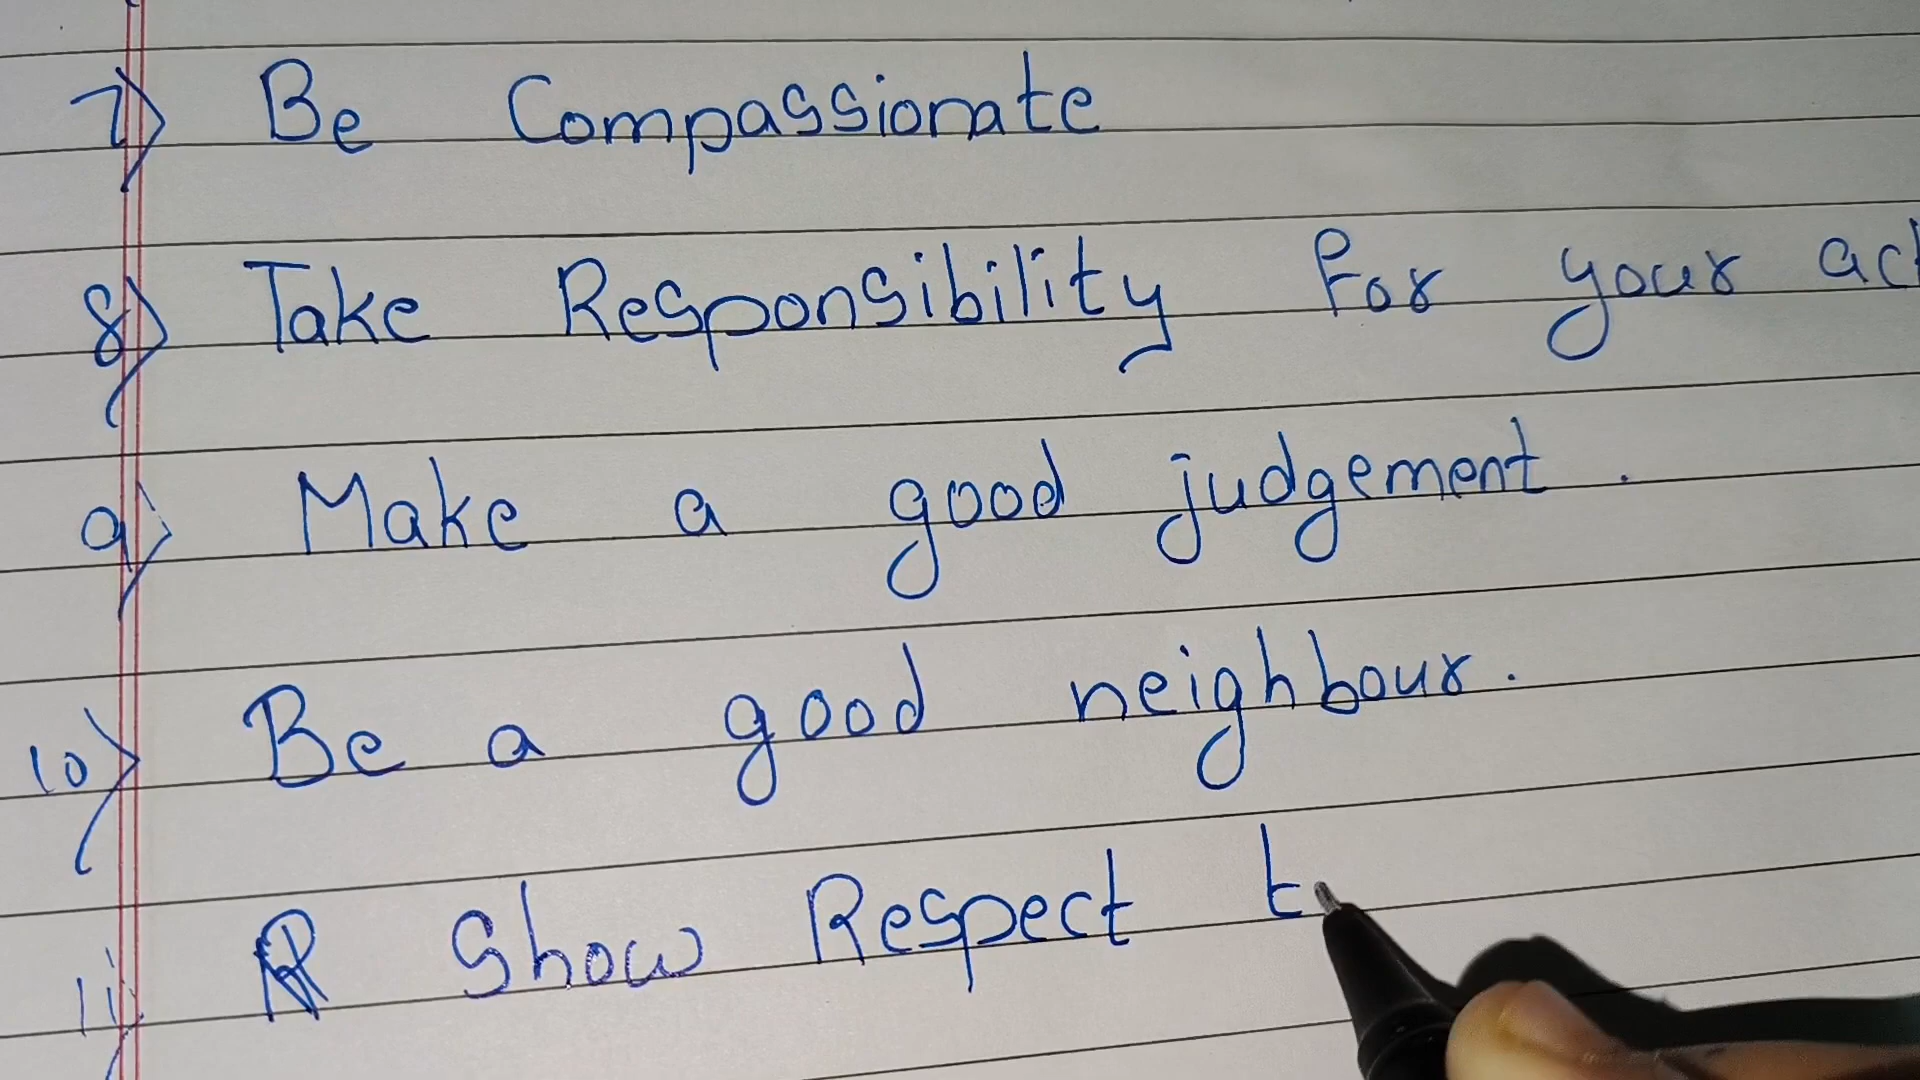 7) Be Compassionate
8) Take Responsibility For your act
9) Make a good judgement.
10) Be a good neighbour.
11) R Show Respect t